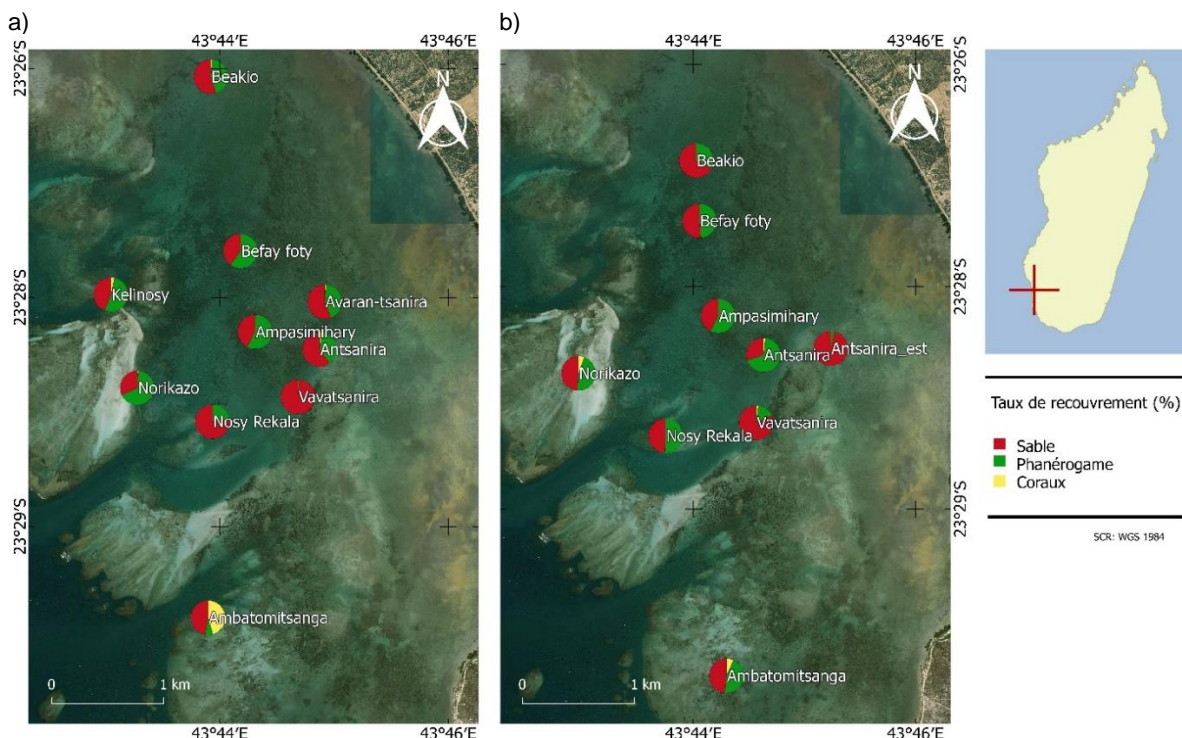 a)
43°44'E 43°46'E
23°26'S
N
Beakio
Befay foty
23°28'S
Kelinosy
Avaran-tsanira
Ampasimihary
Antsanira
Norikazo
Vavatsanira
Nosy Rekala
23°29'S
Ambatomitsanga
0 1 km
43°44'E 43°46'E
b)
43°44'E 43°46'E
23°26'S
N
Beakio
Befay foty
23°28'S
Ampasimihary
Antsanira_est
Antsanira
Norikazo
Vavatsanira
Nosy Rekala
23°29'S
Ambatomitsanga
0 1 km
43°44'E 43°46'E
Taux de recouvrement (%)
Sable
Phanérogame
Coraux
SCR: WGS 1984